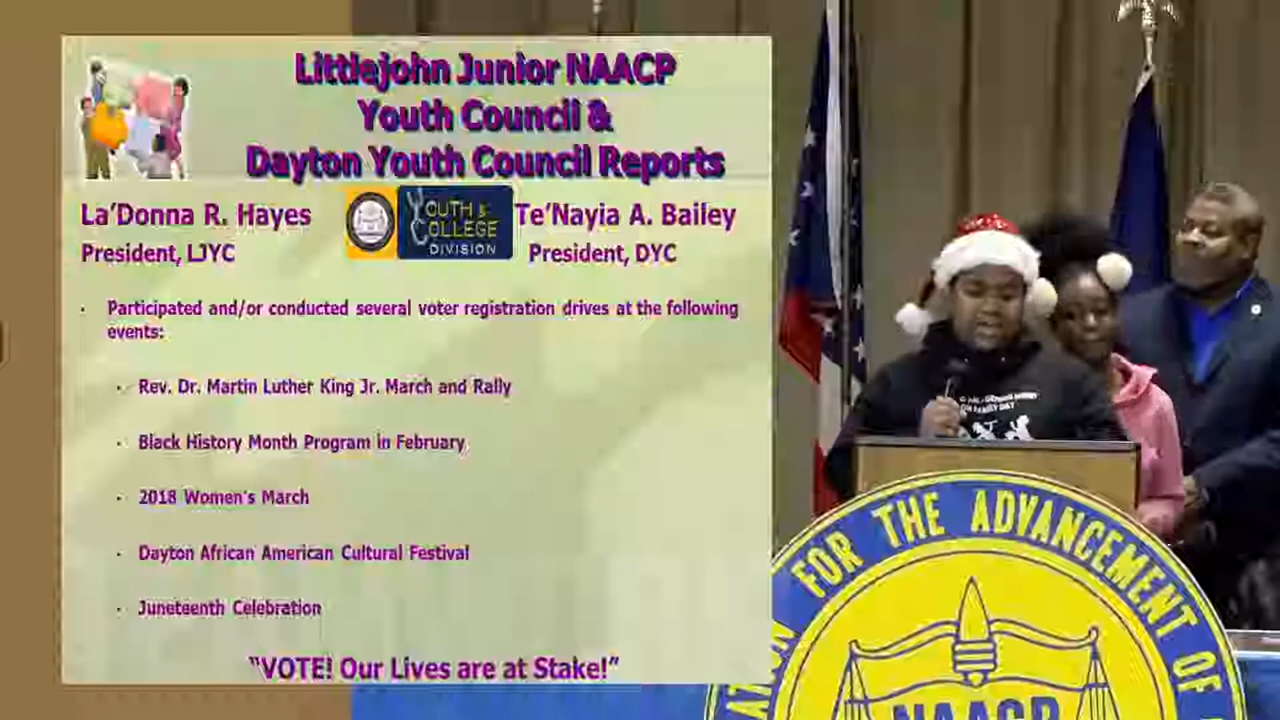 Littlejohn Junior NAACP
Youth Council &
Dayton Youth Council Reports
La'Donna R. Hayes
President, LJYC
YOUTH &
COLLEGE
DIVISION
Te'Nayia A. Bailey
President, DYC
· Participated and/or conducted several voter registration drives at the following
events:
· Rev. Dr. Martin Luther King Jr. March and Rally
· Black History Month Program in February
· 2018 Women's March
· Dayton African American Cultural Festival
· Juneteenth Celebration
"VOTE! Our Lives are at Stake!"
FAMILY DAY
FOR THE ADVANCEMENT OF
NAACP